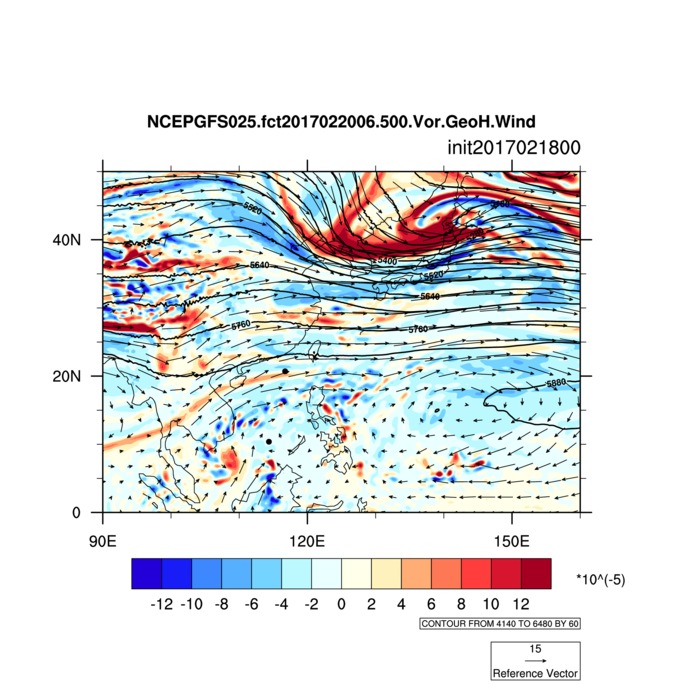 NCEPGFS025.fct2017022006.500.Vor.GeoH.Wind
init2017021800
5520
40N
5400
5520
5640
5640
5760
5760
20N
5880
0
90E 120E 150E
-12 -10 -8 -6 -4 -2 0 2 4 6 8 10 12
*10^(-5)
CONTOUR FROM 4140 TO 6480 BY 60
15
Reference Vector